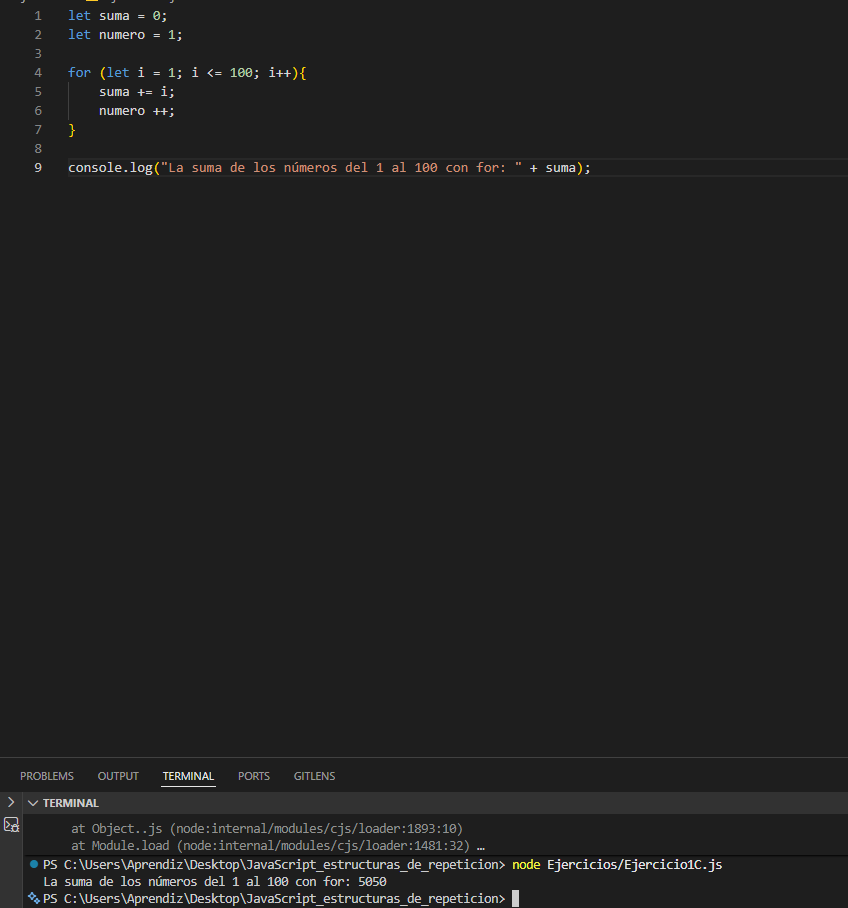 1 let suma = 0;
2 let numero = 1;
3
4 for (let i = 1; i <= 100; i++){
5     suma += i;
6     numero ++;
7 }
8
9 console.log("La suma de los números del 1 al 100 con for: " + suma);
PROBLEMS OUTPUT TERMINAL PORTS GITLENS
TERMINAL
at Object..js (node:internal/modules/cjs/loader:1893:10)
at Module.load (node:internal/modules/cjs/loader:1481:32) …
PS C:\Users\Aprendiz\Desktop\JavaScript_estructuras_de_repeticion> node Ejercicios/Ejercicio1C.js
La suma de los números del 1 al 100 con for: 5050
PS C:\Users\Aprendiz\Desktop\JavaScript_estructuras_de_repeticion>